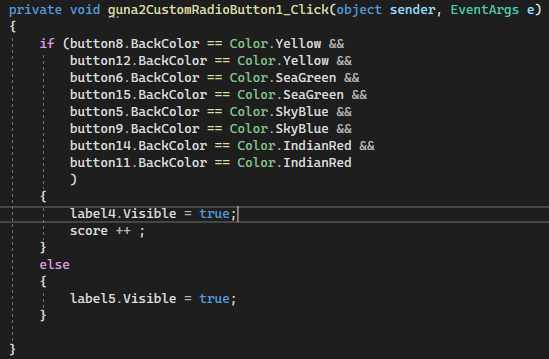 private void guna2CustomRadioButton1_Click(object sender, EventArgs e)
{
if (button8.BackColor == Color.Yellow &&
button12.BackColor == Color.Yellow &&
button6.BackColor == Color.SeaGreen &&
button15.BackColor == Color.SeaGreen &&
button5.BackColor == Color.SkyBlue &&
button9.BackColor == Color.SkyBlue &&
button14.BackColor == Color.IndianRed &&
button11.BackColor == Color.IndianRed
)
{
label4.Visible = true;
score ++ ;
}
else
{
label5.Visible = true;
}
}